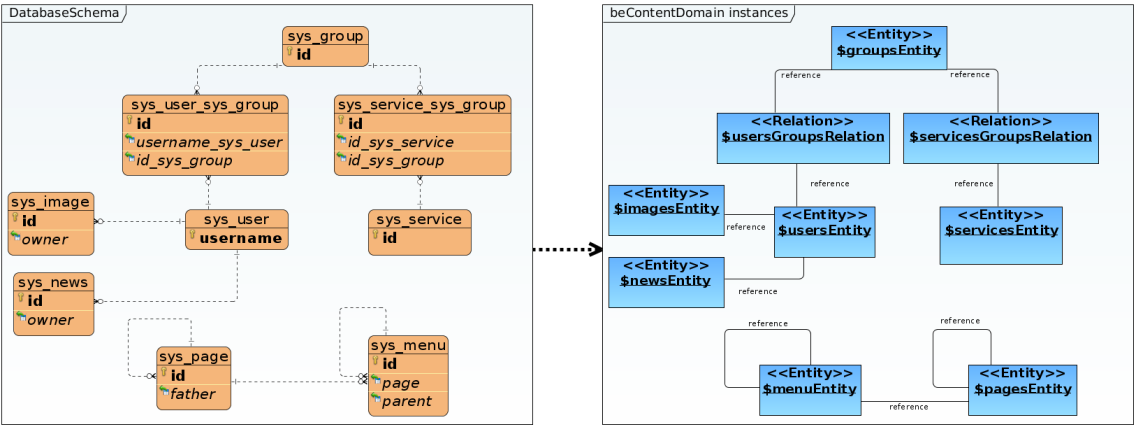 DatabaseSchema
sys_group
id
sys_user_sys_group
id
username_sys_user
id_sys_group
sys_service_sys_group
id
id_sys_service
id_sys_group
sys_image
id
owner
sys_user
username
sys_service
id
sys_news
id
owner
sys_page
id
father
sys_menu
id
page
parent
beContentDomain instances
<<Entity>>
$groupsEntity
reference
reference
<<Relation>>
$usersGroupsRelation
<<Relation>>
$servicesGroupsRelation
reference
reference
<<Entity>>
$imagesEntity
reference
<<Entity>>
$usersEntity
<<Entity>>
$servicesEntity
<<Entity>>
$newsEntity
reference
reference
reference
<<Entity>>
$menuEntity
reference
<<Entity>>
$pagesEntity